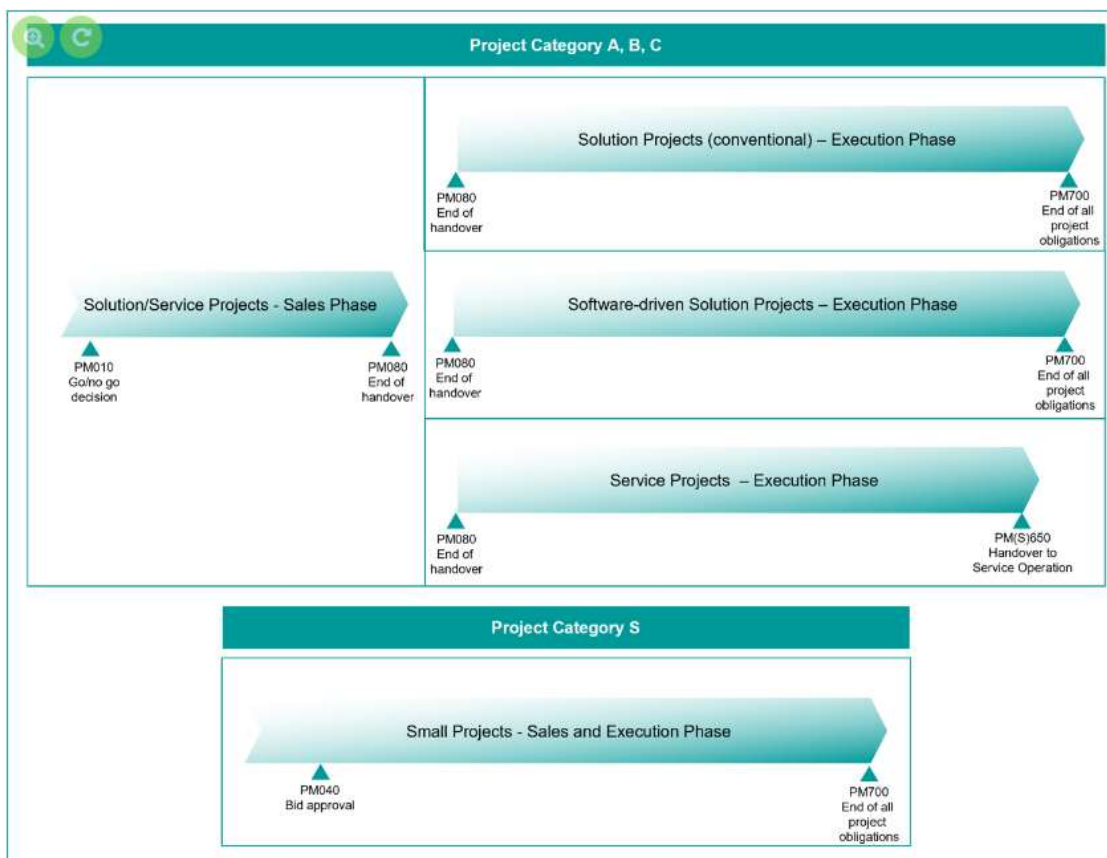 Project Category A, B, C
Solution/Service Projects - Sales Phase
PM010
Go/no go
decision
PM080
End of
handover
Solution Projects (conventional) – Execution Phase
PM080
End of
handover
PM700
End of all
project
obligations
Software-driven Solution Projects – Execution Phase
PM080
End of
handover
PM700
End of all
project
obligations
Service Projects – Execution Phase
PM080
End of
handover
PM(S)650
Handover to
Service Operation
Project Category S
Small Projects - Sales and Execution Phase
PM040
Bid approval
PM700
End of all
project
obligations